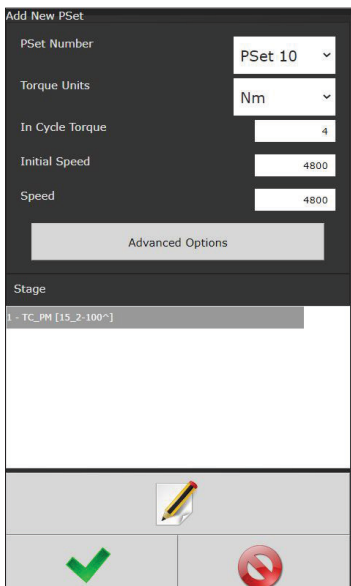 Add New PSet
PSet Number
PSet 10
Torque Units
Nm
In Cycle Torque
4
Initial Speed
4800
Speed
4800
Advanced Options
Stage
1 - TC_PM [15_2-100^]